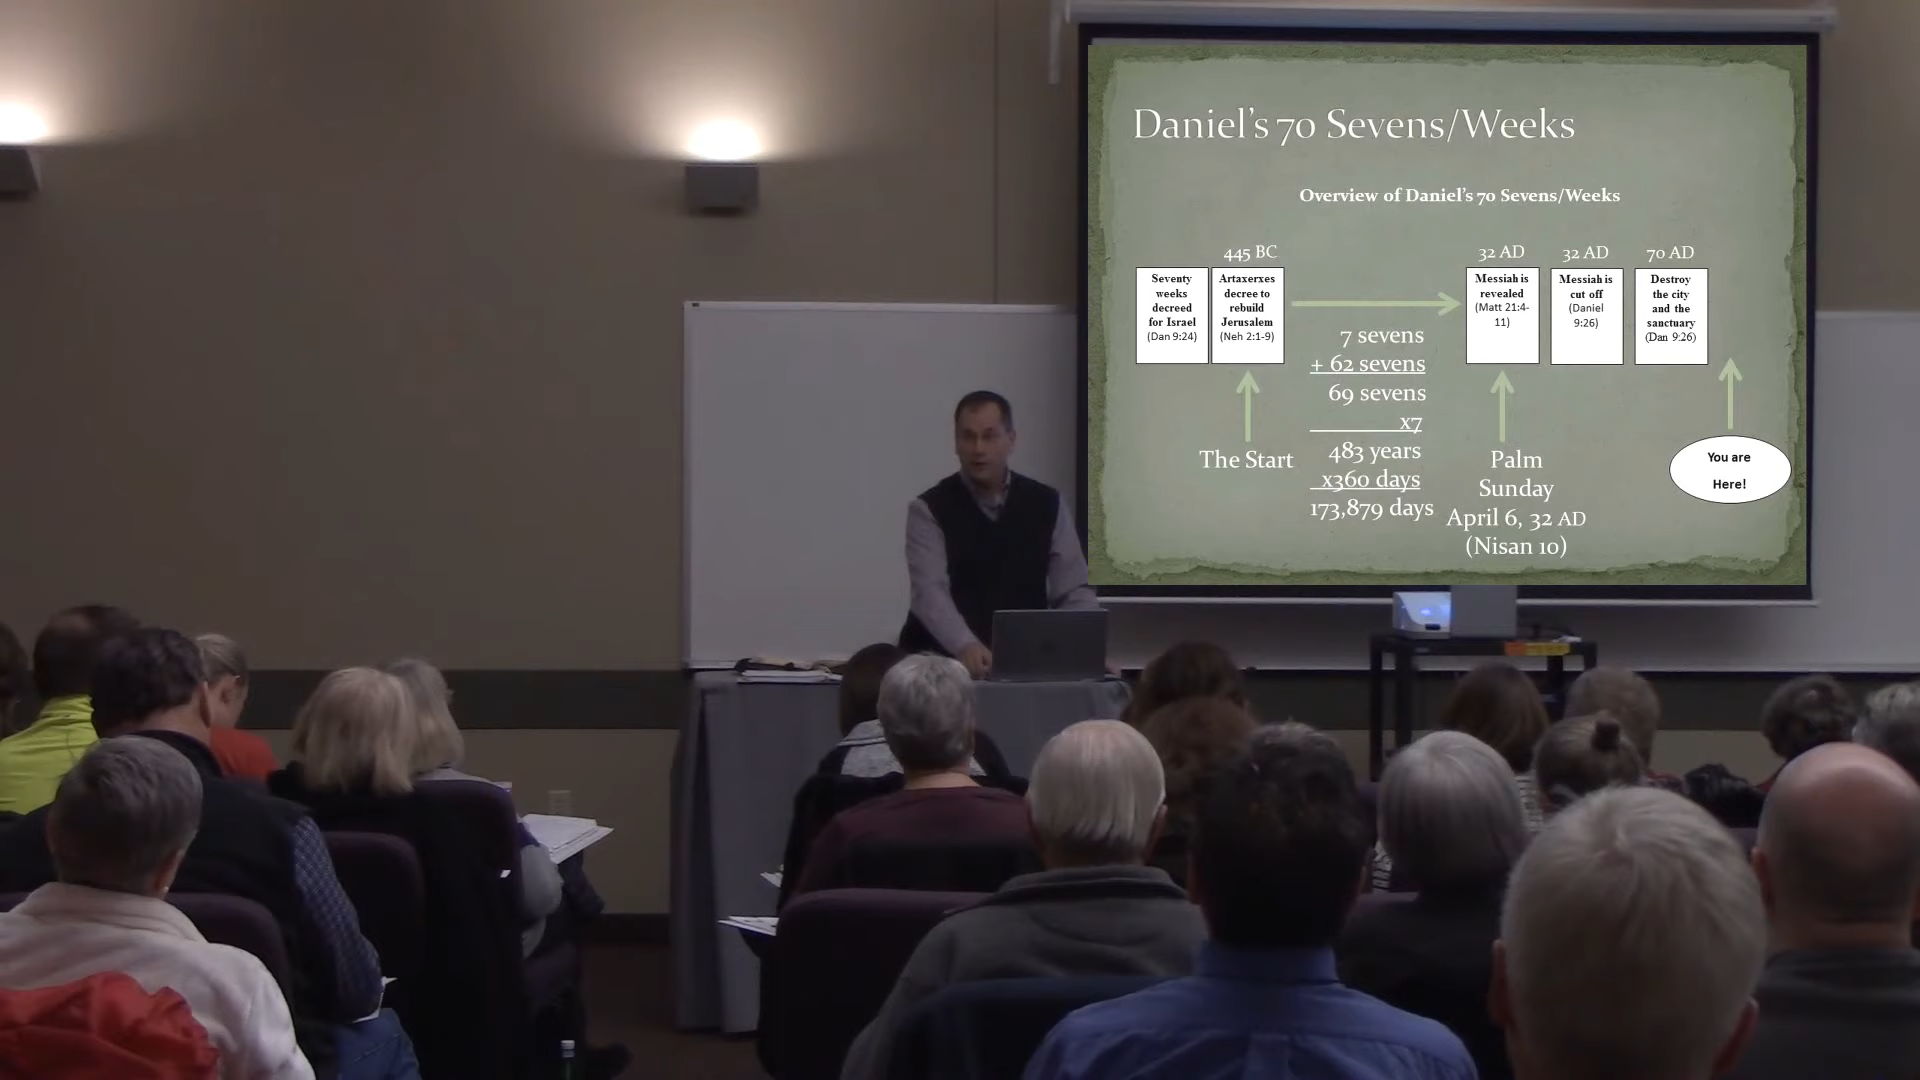 Daniel's 70 Sevens/Weeks
Overview of Daniel's 70 Sevens/Weeks
445 BC
32 AD
32 AD
70 AD
Seventy
weeks
decreed
for Israel
(Dan 9:24)
Artaxerxes
decree to
rebuild
Jerusalem
(Neh 2:1-9)
Messiah is
revealed
(Matt 21:4-
11)
Messiah is
cut off
(Daniel
9:26)
Destroy
the city
and the
sanctuary
(Dan 9:26)
7 sevens
+ 62 sevens
69 sevens
x7
483 years
x360 days
173,879 days
The Start
Palm
Sunday
April 6, 32 AD
(Nisan 10)
You are
Here!